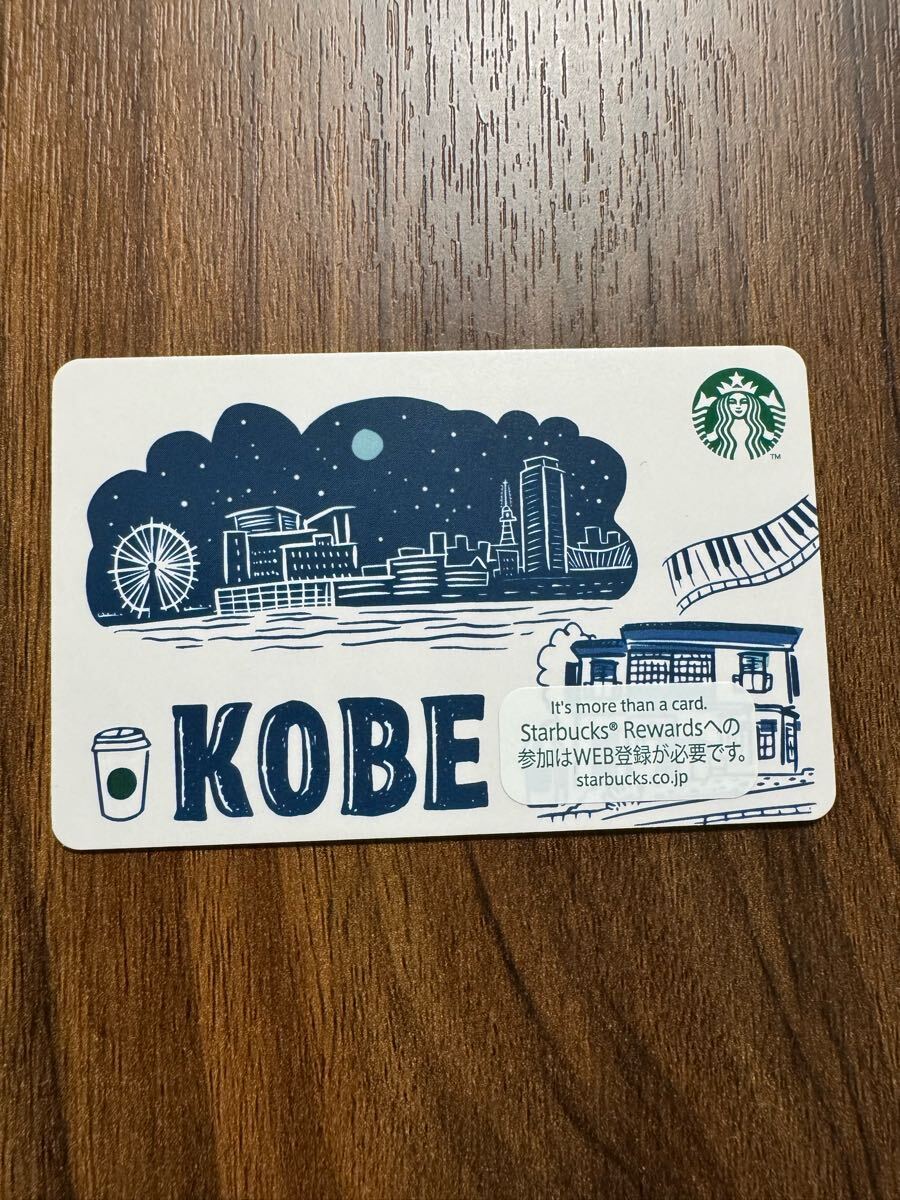 KOBE
It's more than a card.
Starbucks® Rewardsへの
参加はWEB登録が必要です。
starbucks.co.jp
TM